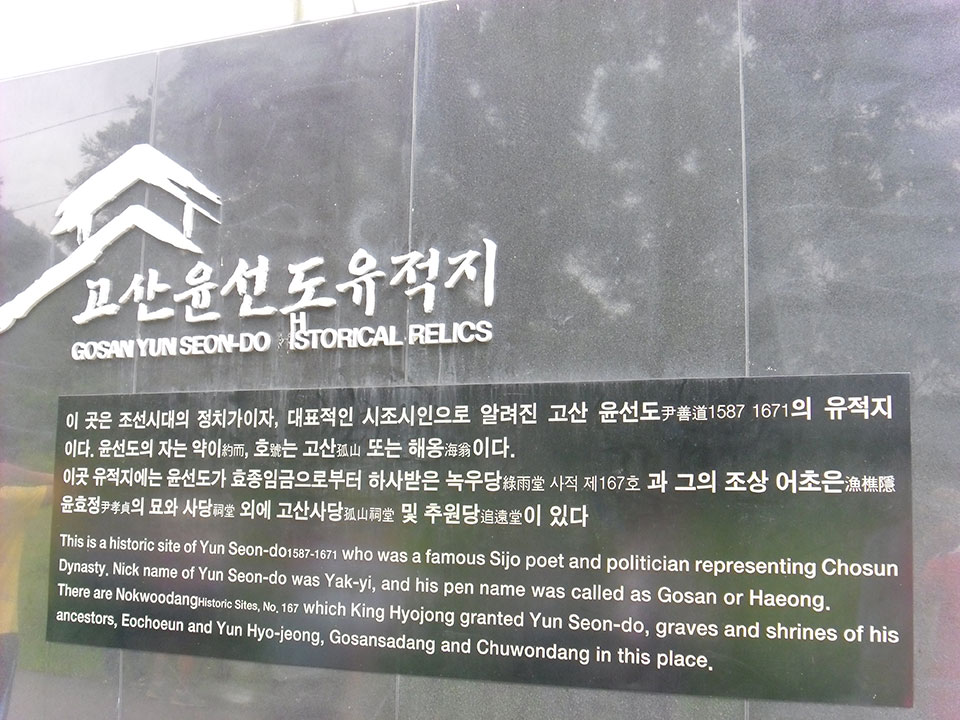 고산윤선도유적지
GOSAN YUN SEON-DO HISTORICAL RELICS
이 곳은 조선시대의 정치가이자, 대표적인 시조시인으로 알려진 고산 윤선도尹善道1587 1671의 유적지
이다. 윤선도의 자는 약이約而, 호號는 고산孤山 또는 해옹海翁이다.
이곳 유적지에는 윤선도가 효종임금으로부터 하사받은 녹우당綠雨堂 사적 제167호 과 그의 조상 어초은漁樵隱
윤효정尹孝貞의 묘와 사당祠堂 외에 고산사당孤山祠堂 및 추원당追遠堂이 있다
This is a historic site of Yun Seon-do1587-1671 who was a famous Sijo poet and politician representing Chosun
Dynasty. Nick name of Yun Seon-do was Yak-yi, and his pen name was called as Gosan or Haeong.
There are NokwoodangHistoric Sites, No. 167 which King Hyojong granted Yun Seon-do, graves and shrines of his
ancestors, Eochoeun and Yun Hyo-jeong, Gosansadang and Chuwondang in this place.